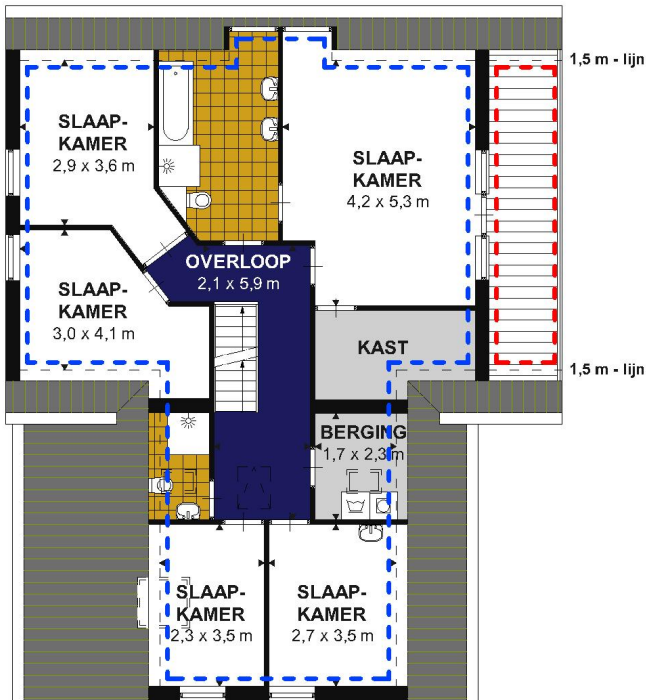 1,5 m - lijn
SLAAP-
KAMER
2,9 x 3,6 m
SLAAP-
KAMER
4,2 x 5,3 m
OVERLOOP
2,1 x 5,9 m
SLAAP-
KAMER
3,0 x 4,1 m
KAST
1,5 m - lijn
BERGING
1,7 x 2,3 m
SLAAP-
KAMER
2,3 x 3,5 m
SLAAP-
KAMER
2,7 x 3,5 m